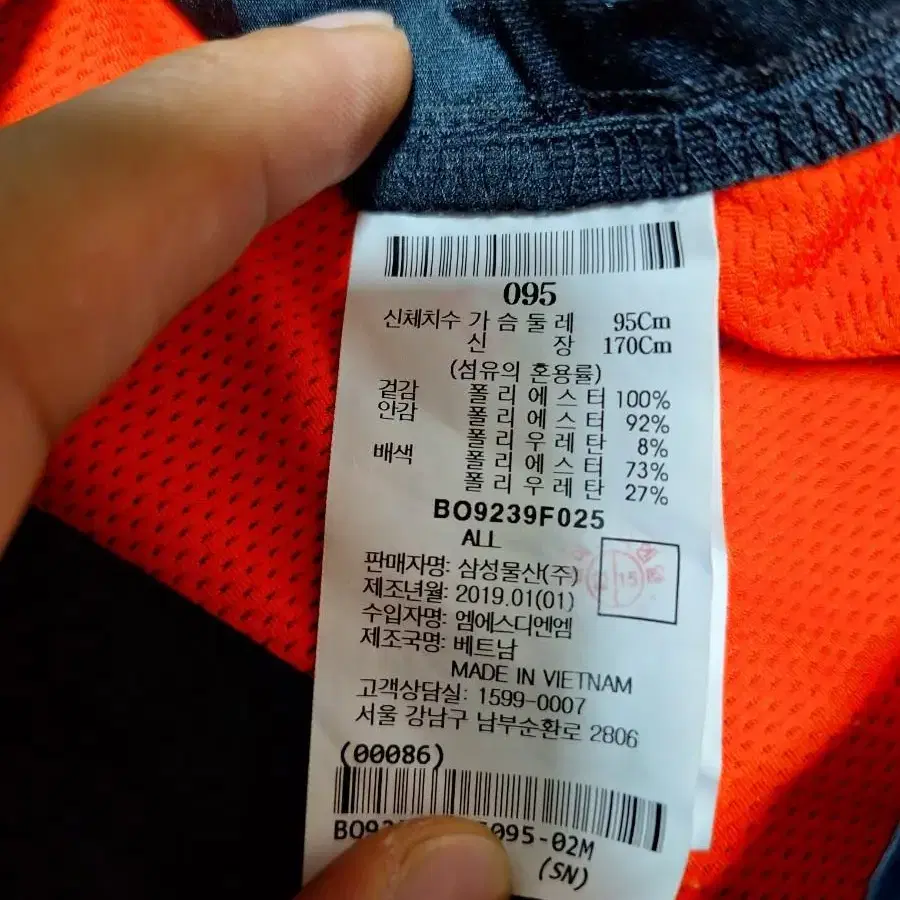 095
신체치수 가슴둘레 95Cm
신장 170Cm
(섬유의 혼용률)
겉감 폴리에스터 100%
안감 폴리에스터 92%
폴리우레탄 8%
배색 폴리에스터 73%
폴리우레탄 27%
BO9239F025
ALL
판매자명: 삼성물산(주)
제조년월: 2019.01(01)
수입자명: 엠에스디엔엠
제조국명: 베트남
MADE IN VIETNAM
고객상담실: 1599-0007
서울 강남구 남부순환로 2806
(00086)
095-02M
(SN)